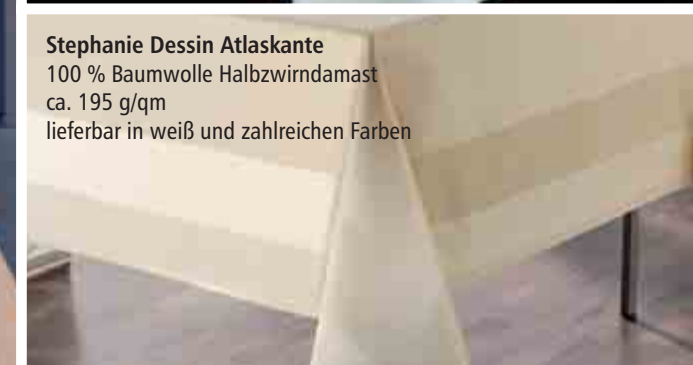 Stephanie Dessin Atlaskante
100 % Baumwolle Halbzwirndamast
ca. 195 g/qm
lieferbar in weiß und zahlreichen Farben